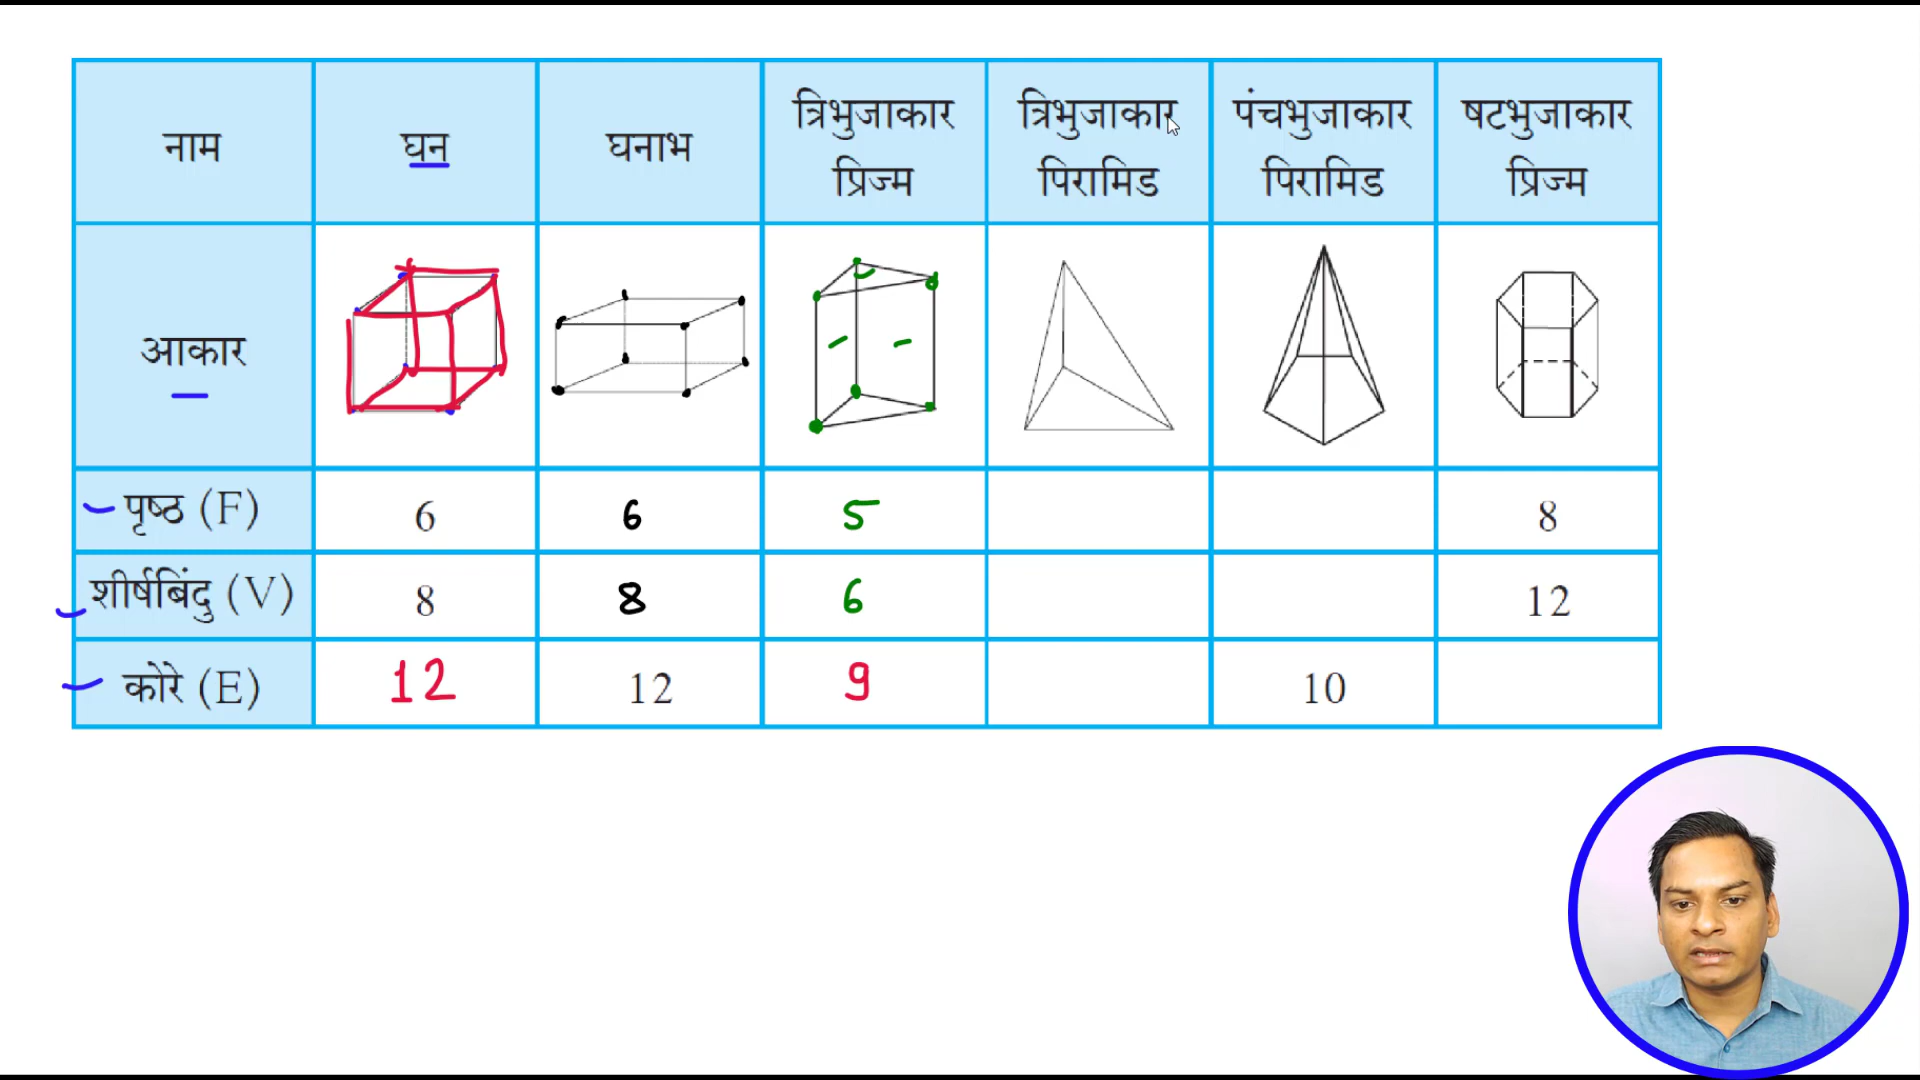 नाम घन घनाभ त्रिभुजाकार प्रिज्म त्रिभुजाकार पिरामिड पंचभुजाकार पिरामिड षटभुजाकार प्रिज्म
आकार
पृष्ठ (F) 6 6 5 8
शीर्षबिंदु (V) 8 8 6 12
कोरे (E) 12 12 9 10